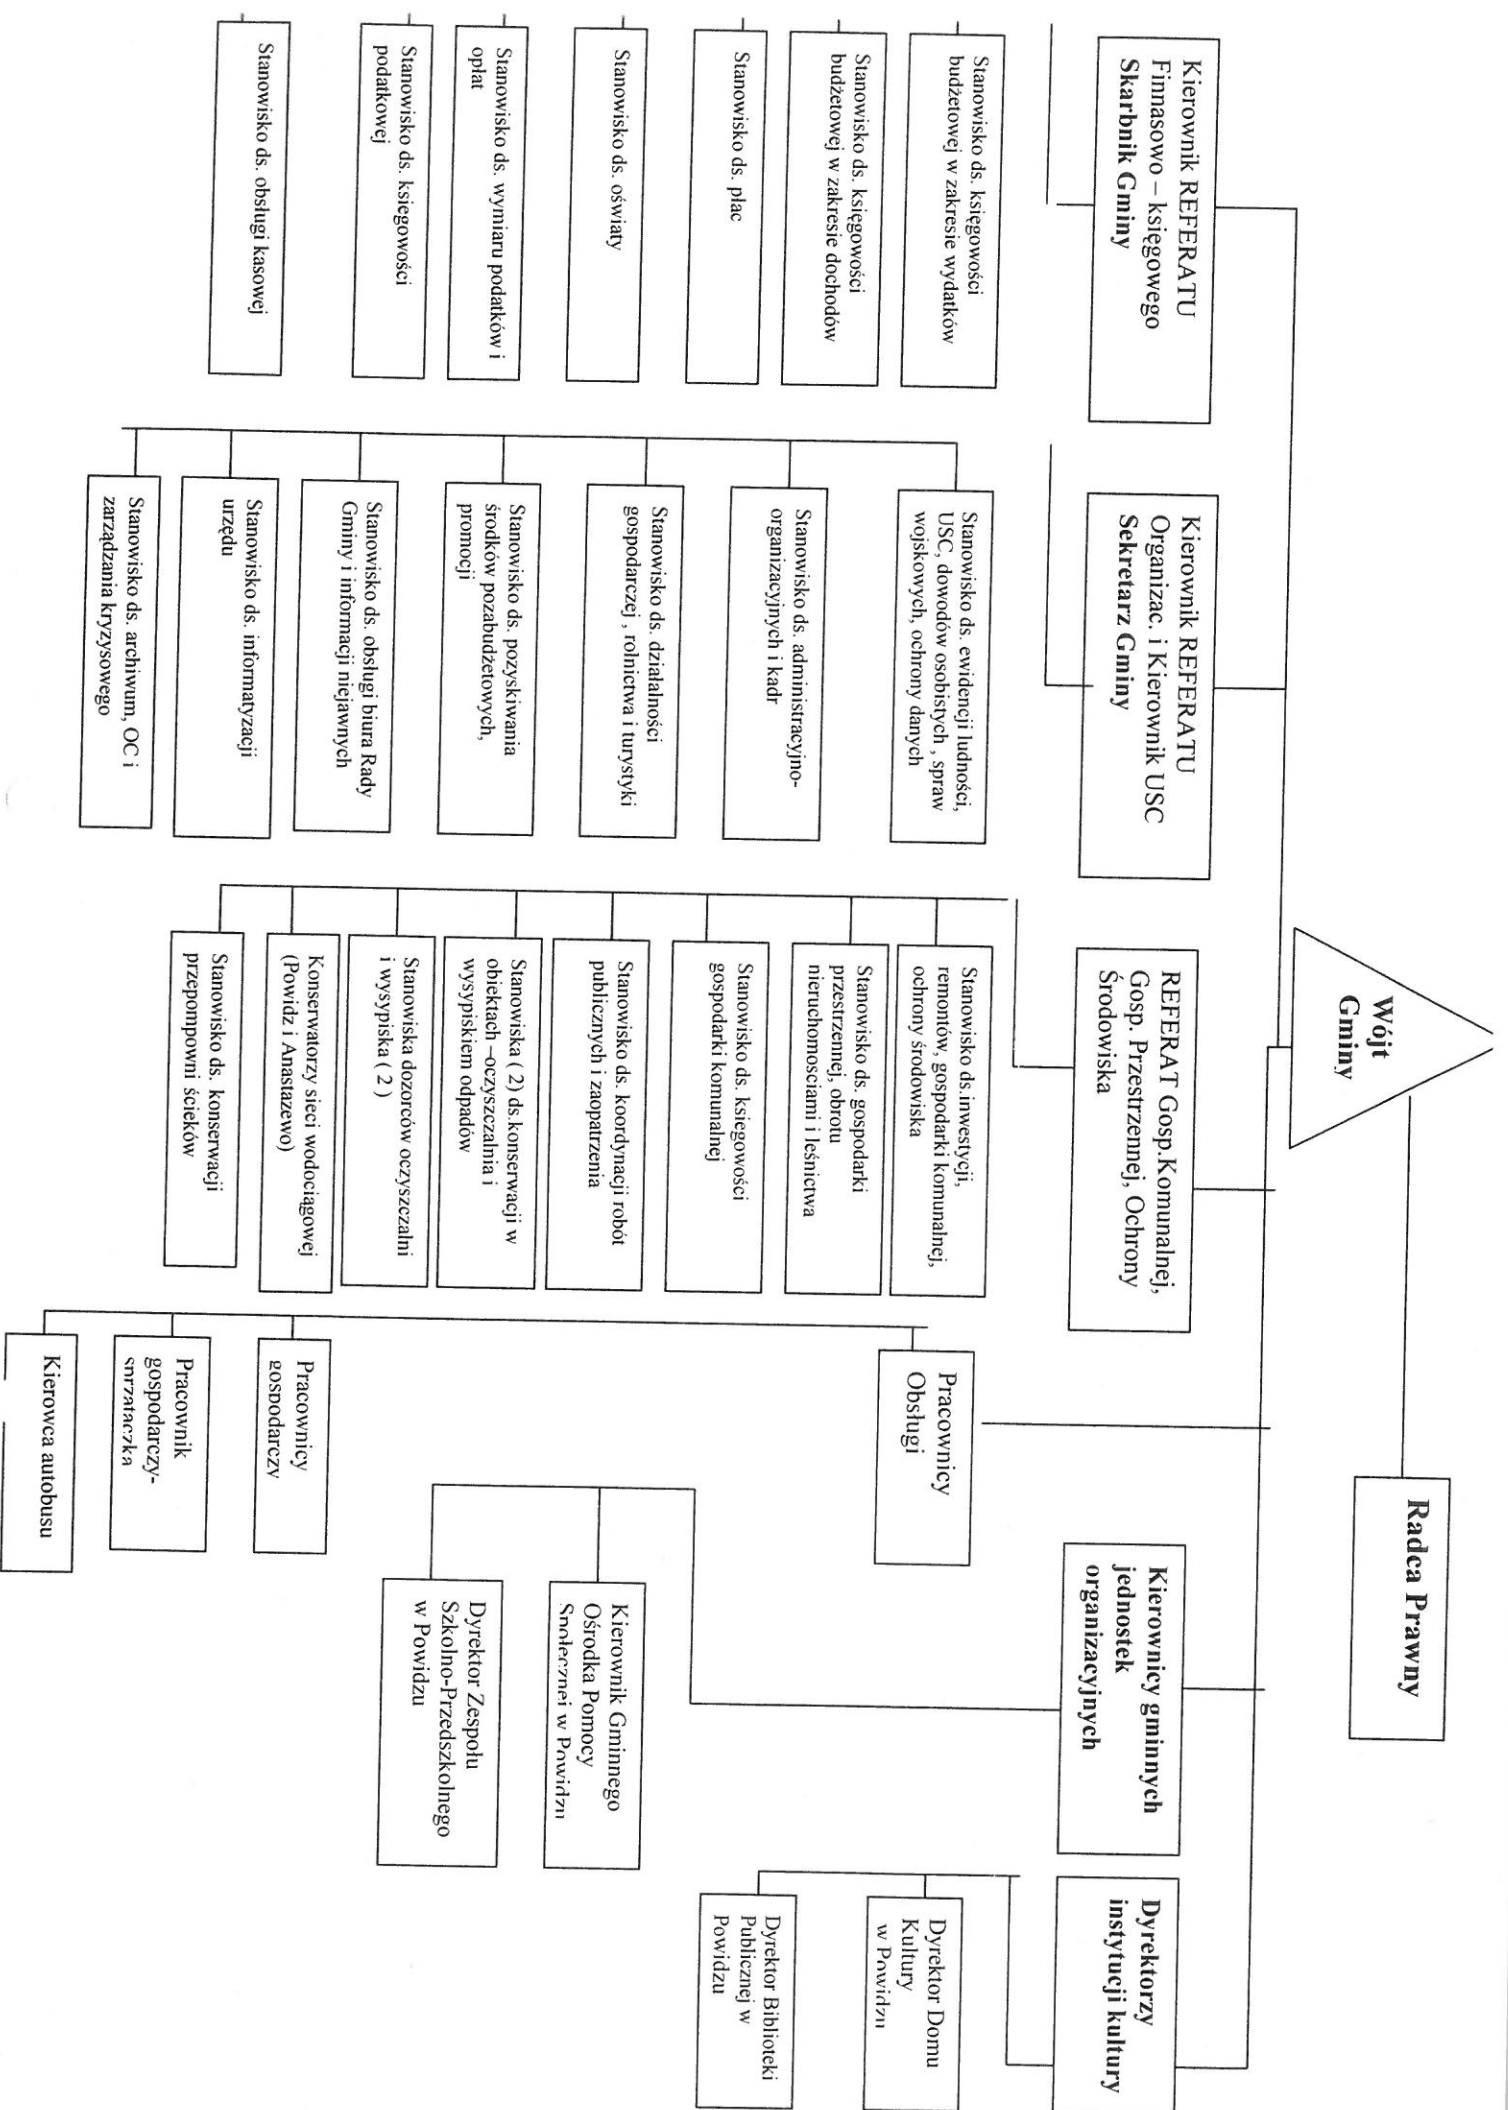 Wójt
Gminy
Radca Prawny
Kierownik REFERATU
Finnasowo – księgowego
Skarbnik Gminy
Stanowisko ds. księgowości
budżetowej w zakresie wydatków
Stanowisko ds. księgowości
budżetowej w zakresie dochodów
Stanowisko ds. płac
Stanowisko ds. oświaty
Stanowisko ds. wymiaru podatków i
opłat
Stanowisko ds. ksiegowości
podatkowej
Stanowisko ds. obsługi kasowej
Kierownik REFERATU
Organizac. i Kierownik USC
Sekretarz Gminy
Stanowisko ds. ewidencji ludności,
USC, dowodów osobistych , spraw
wojskowych, ochrony danych
Stanowisko ds. administracyjno-
organizacyjnych i kadr
Stanowisko ds. działalności
gospodarczej , rolnictwa i turystyki
Stanowisko ds. pozyskiwania
środków pozabudżetowych,
promocji
Stanowisko ds. obsługi biura Rady
Gminy i informacji niejawnych
Stanowisko ds. informatyzacji
urzędu
Stanowisko ds. archiwum, OC i
zarządzania kryzysowego
REFERAT Gosp.Komunalnej,
Gosp. Przestrzennej, Ochrony
Środowiska
Stanowisko ds.inwestycji,
remontów, gospodarki komunalnej,
ochrony środowiska
Stanowisko ds. gospodarki
przestrzennej, obrotu
nieruchomosciami i leśnictwa
Stanowisko ds. ksiegowości
gospodarki komunalnej
Stanowisko ds. koordynacji robót
publicznych i zaopatrzenia
Stanowiska ( 2) ds.konserwacji w
obiektach –oczyszczalnia i
wysypiskiem odpadów
Stanowiska dozorców oczyszczalni
i wysypiska ( 2 )
Konserwatorzy sieci wodociągowej
(Powidz i Anastazewo)
Stanowisko ds. konserwacji
przepompowni ścieków
Pracownicy
Obsługi
Pracownicy
gospodarczy
Pracownik
gospodarczy-
sprzątaczka
Kierowca autobusu
Kierownicy gminnych
jednostek
organizacyjnych
Kierownik Gminnego
Ośrodka Pomocy
Społecznej w Powidzu
Dyrektor Zespołu
Szkolno-Przedszkolnego
w Powidzu
Dyrektorzy
instytucji kultury
Dyrektor Domu
Kultury
w Powidzu
Dyrektor Biblioteki
Publicznej w
Powidzu